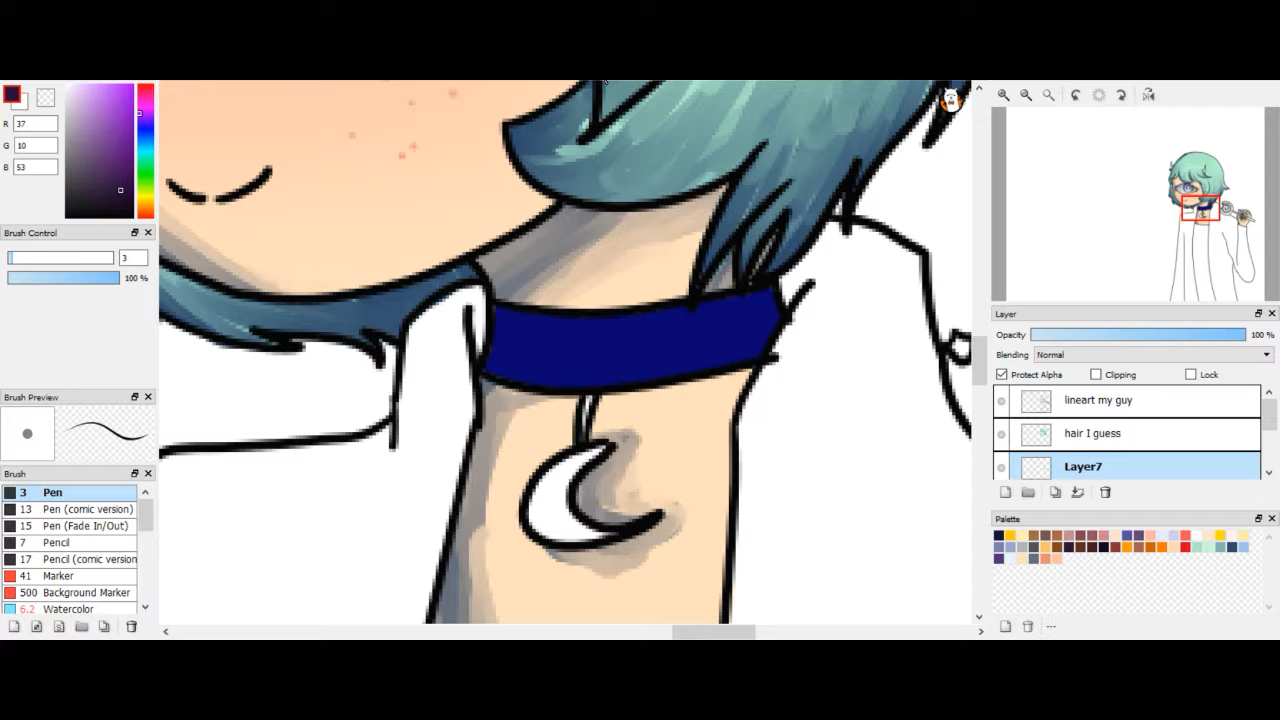 R 37
G 10
B 53
Brush Control
3
100 %
Brush Preview
Brush
3 Pen
13 Pen (comic version)
15 Pen (Fade In/Out)
7 Pencil
17 Pencil (comic version
41 Marker
500 Background Marker
6.2 Watercolor
Layer
Opacity 100 %
Blending Normal
Protect Alpha Clipping Lock
lineart my guy
hair I guess
Layer7
Palette
---